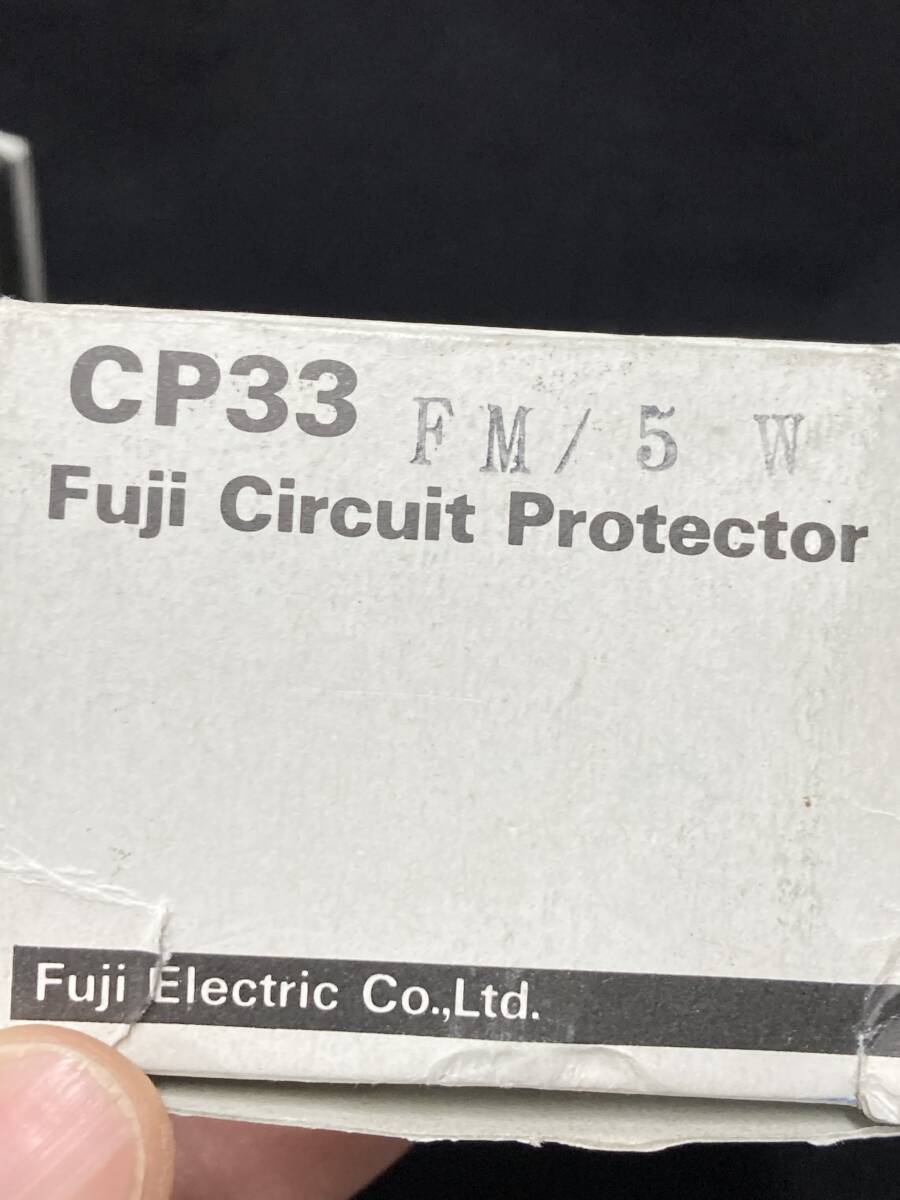 CP33 FM/5 W
Fuji Circuit Protector
Fuji Electric Co.,Ltd.